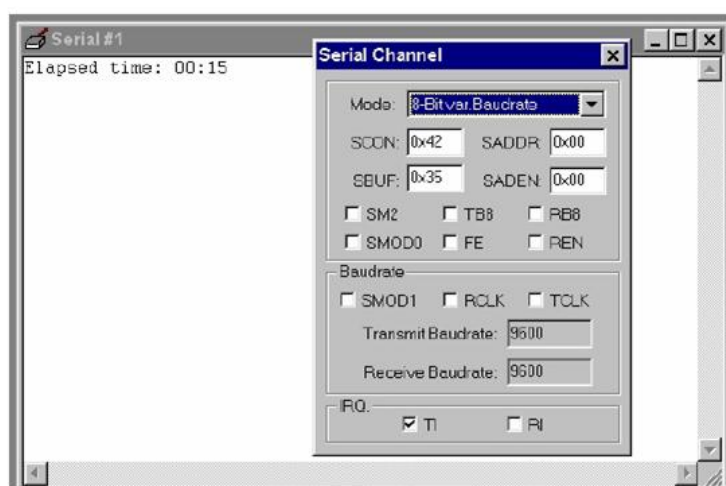 Serial #1
Elapsed time: 00:15
Serial Channel
Mode: 8-Bit var.Baudrate
SCON: 0x42 SADDR: 0x00
SBUF: 0x35 SADEN: 0x00
SM2 TB8 RB8
SMOD0 FE REN
Baudrate
SMOD1 RCLK TCLK
Transmit Baudrate: 9600
Receive Baudrate: 9600
IRQ.
TI RI